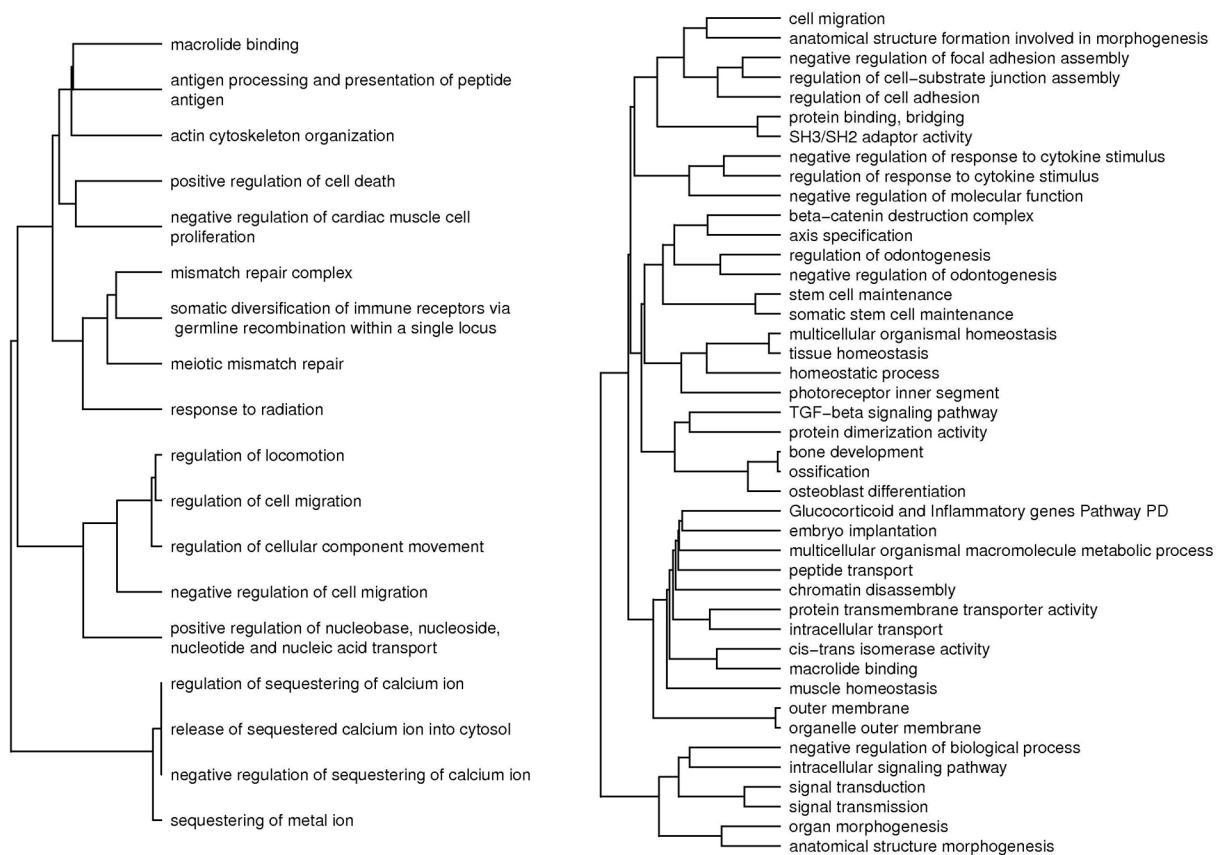 macrolide binding
antigen processing and presentation of peptide
antigen
actin cytoskeleton organization
positive regulation of cell death
negative regulation of cardiac muscle cell
proliferation
mismatch repair complex
somatic diversification of immune receptors via
germline recombination within a single locus
meiotic mismatch repair
response to radiation
regulation of locomotion
regulation of cell migration
regulation of cellular component movement
negative regulation of cell migration
positive regulation of nucleobase, nucleoside,
nucleotide and nucleic acid transport
regulation of sequestering of calcium ion
release of sequestered calcium ion into cytosol
negative regulation of sequestering of calcium ion
sequestering of metal ion
cell migration
anatomical structure formation involved in morphogenesis
negative regulation of focal adhesion assembly
regulation of cell−substrate junction assembly
regulation of cell adhesion
protein binding, bridging
SH3/SH2 adaptor activity
negative regulation of response to cytokine stimulus
regulation of response to cytokine stimulus
negative regulation of molecular function
beta−catenin destruction complex
axis specification
regulation of odontogenesis
negative regulation of odontogenesis
stem cell maintenance
somatic stem cell maintenance
multicellular organismal homeostasis
tissue homeostasis
homeostatic process
photoreceptor inner segment
TGF−beta signaling pathway
protein dimerization activity
bone development
ossification
osteoblast differentiation
Glucocorticoid and Inflammatory genes Pathway PD
embryo implantation
multicellular organismal macromolecule metabolic process
peptide transport
chromatin disassembly
protein transmembrane transporter activity
intracellular transport
cis−trans isomerase activity
macrolide binding
muscle homeostasis
outer membrane
organelle outer membrane
negative regulation of biological process
intracellular signaling pathway
signal transduction
signal transmission
organ morphogenesis
anatomical structure morphogenesis